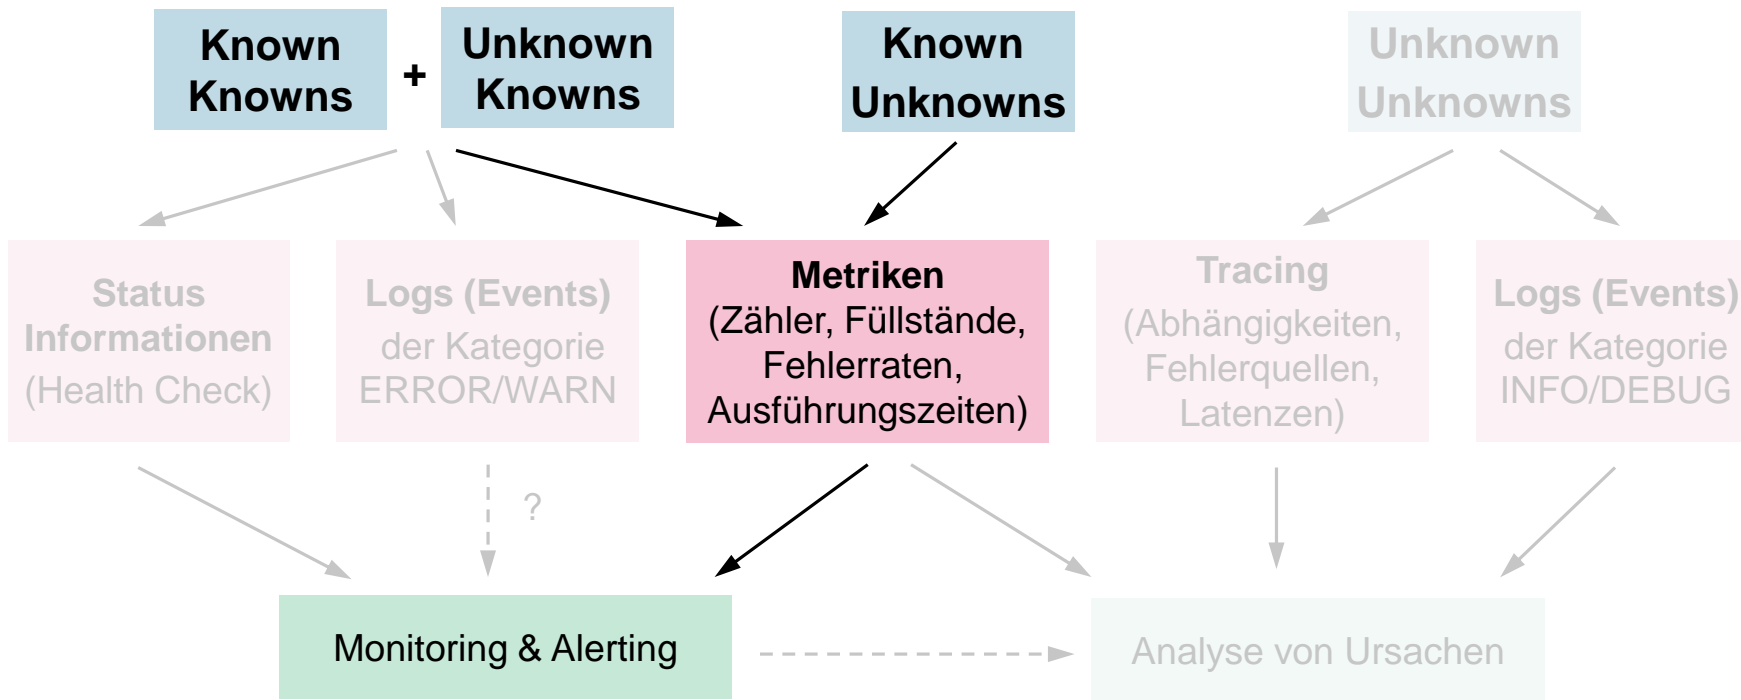 Known
Knowns
+
Unknown
Knowns
Known
Unknowns
Unknown
Unknowns
Status
Informationen
(Health Check)
Logs (Events)
der Kategorie
ERROR/WARN
Metriken
(Zähler, Füllstände,
Fehlerraten,
Ausführungszeiten)
Tracing
(Abhängigkeiten,
Fehlerquellen,
Latenzen)
Logs (Events)
der Kategorie
INFO/DEBUG
?
Monitoring & Alerting
Analyse von Ursachen